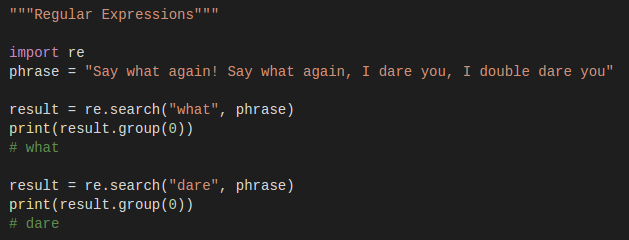 """Regular Expressions"""
import re
phrase = "Say what again! Say what again, I dare you, I double dare you"
result = re.search("what", phrase)
print(result.group(0))
# what
result = re.search("dare", phrase)
print(result.group(0))
# dare